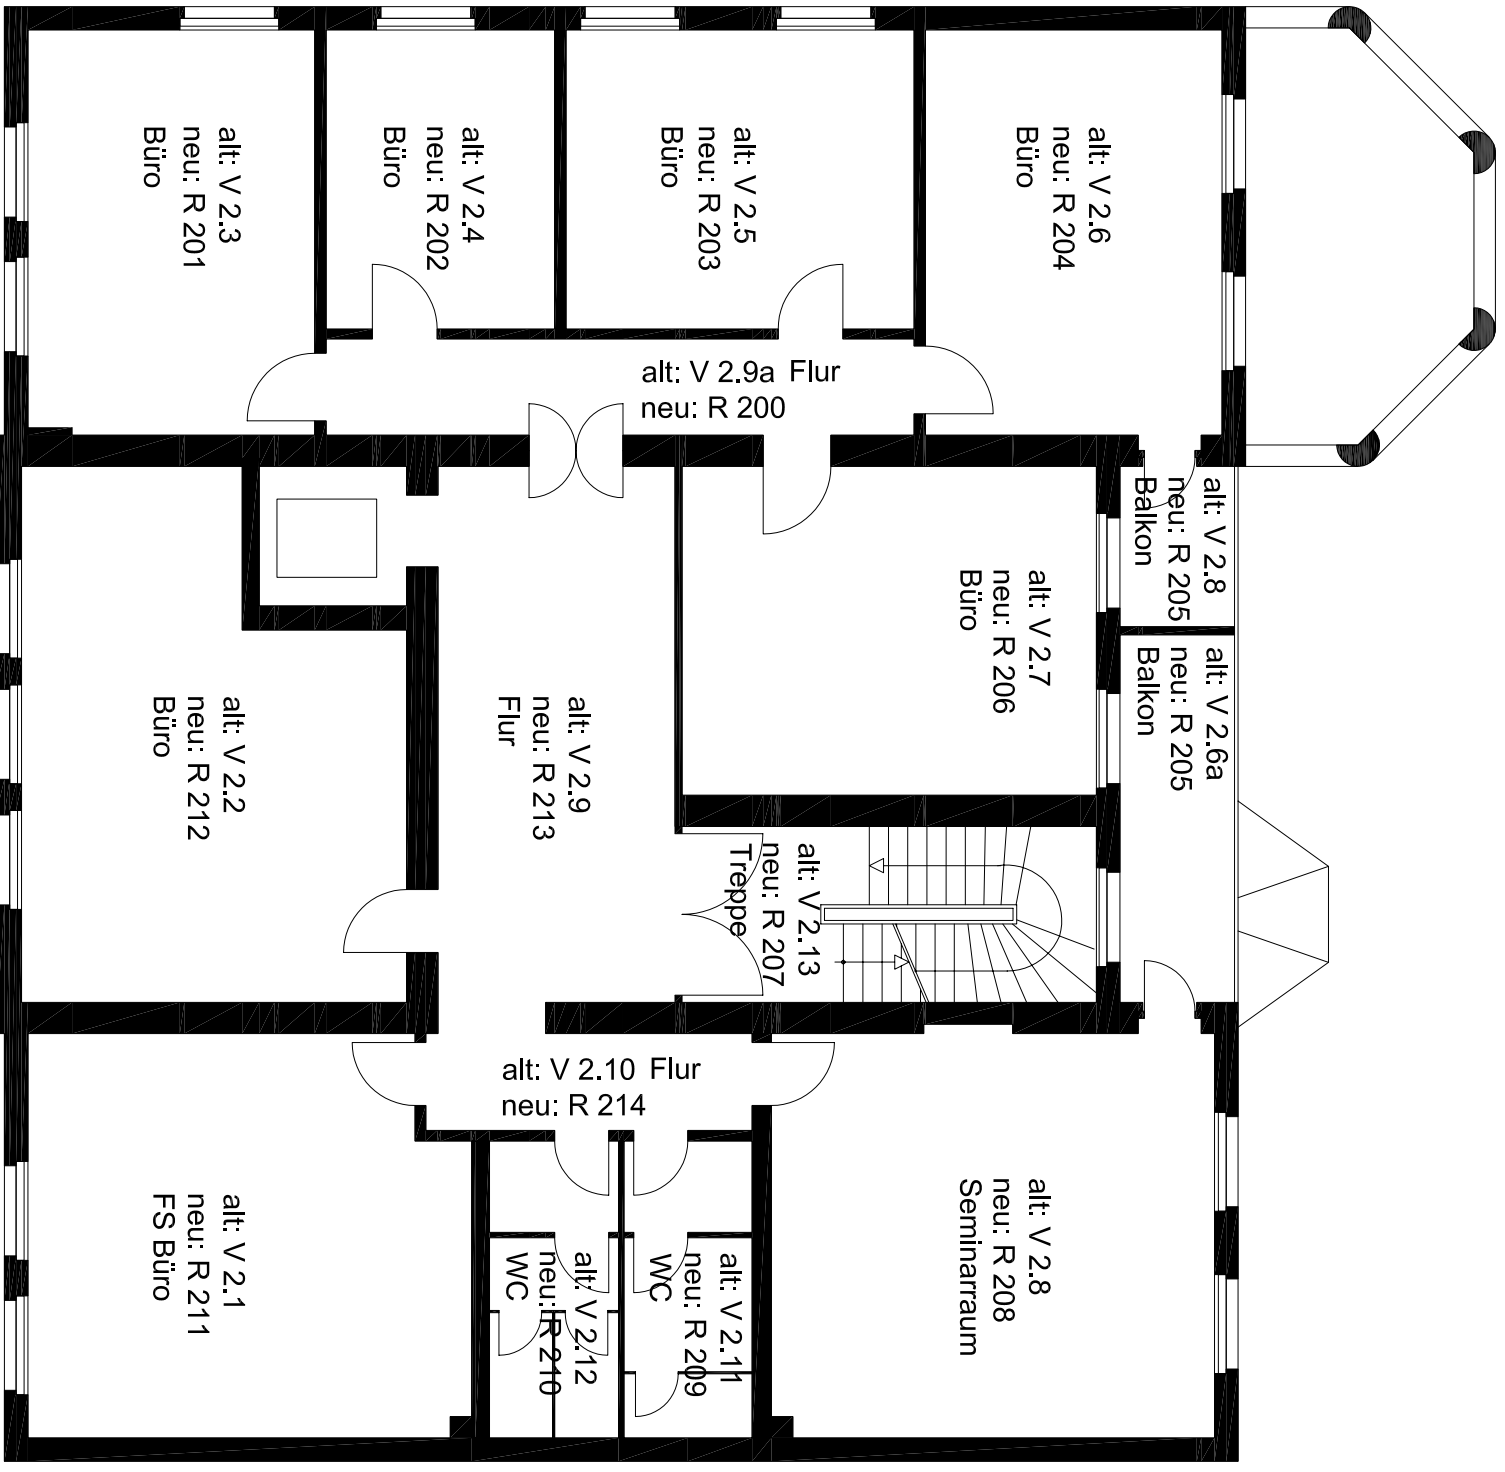 alt: V 2.3
neu: R 201
Büro
alt: V 2.4
neu: R 202
Büro
alt: V 2.5
neu: R 203
Büro
alt: V 2.6
neu: R 204
Büro
alt: V 2.9a Flur
neu: R 200
alt: V 2.8
neu: R 205
Balkon
alt: V 2.7
neu: R 206
Büro
alt: V 2.6a
neu: R 205
Balkon
alt: V 2.2
neu: R 212
Büro
alt: V 2.9
neu: R 213
Flur
alt: V 2.13
neu: R 207
Treppe
alt: V 2.10 Flur
neu: R 214
alt: V 2.1
neu: R 211
FS Büro
alt: V 2.12
neu: R 210
WC
alt: V 2.11
neu: R 209
WC
alt: V 2.8
neu: R 208
Seminarraum